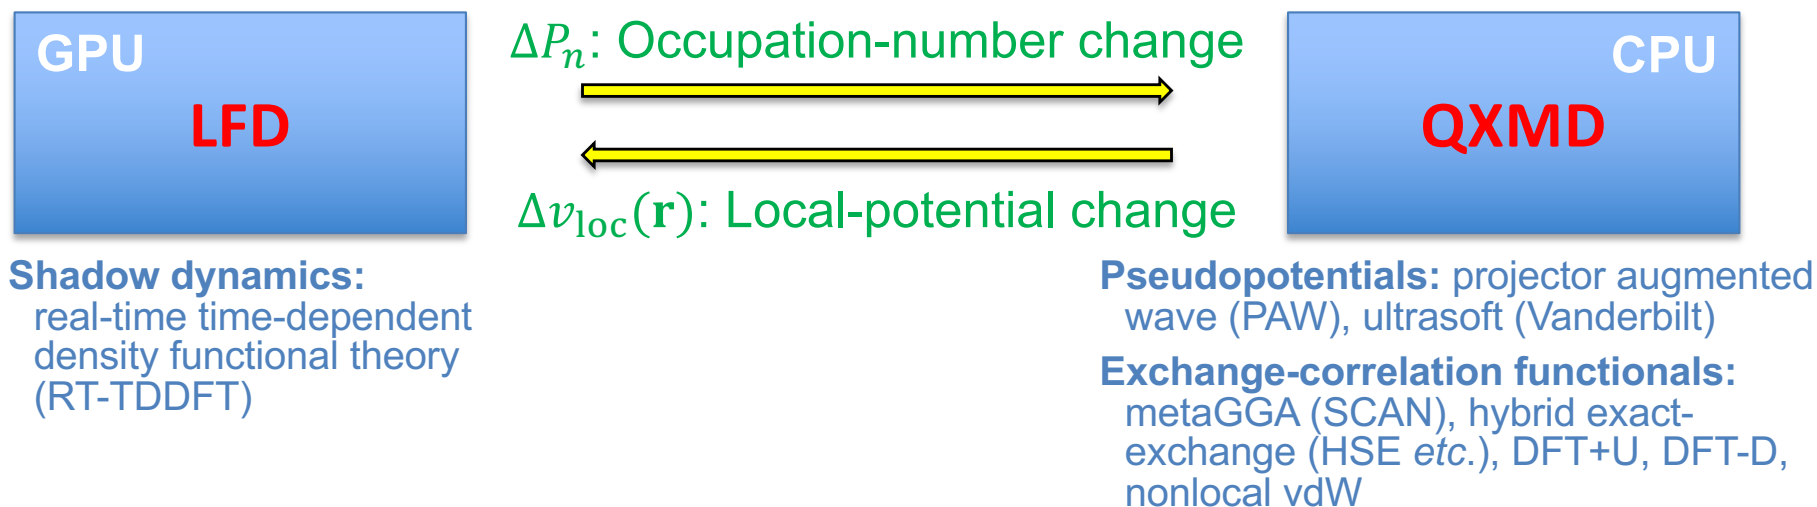 GPU
LFD
ΔPₙ: Occupation-number change
CPU
QXMD
Δv_loc(r): Local-potential change
Shadow dynamics:
real-time time-dependent
density functional theory
(RT-TDDFT)
Pseudopotentials: projector augmented
wave (PAW), ultrasoft (Vanderbilt)
Exchange-correlation functionals:
metaGGA (SCAN), hybrid exact-
exchange (HSE etc.), DFT+U, DFT-D,
nonlocal vdW